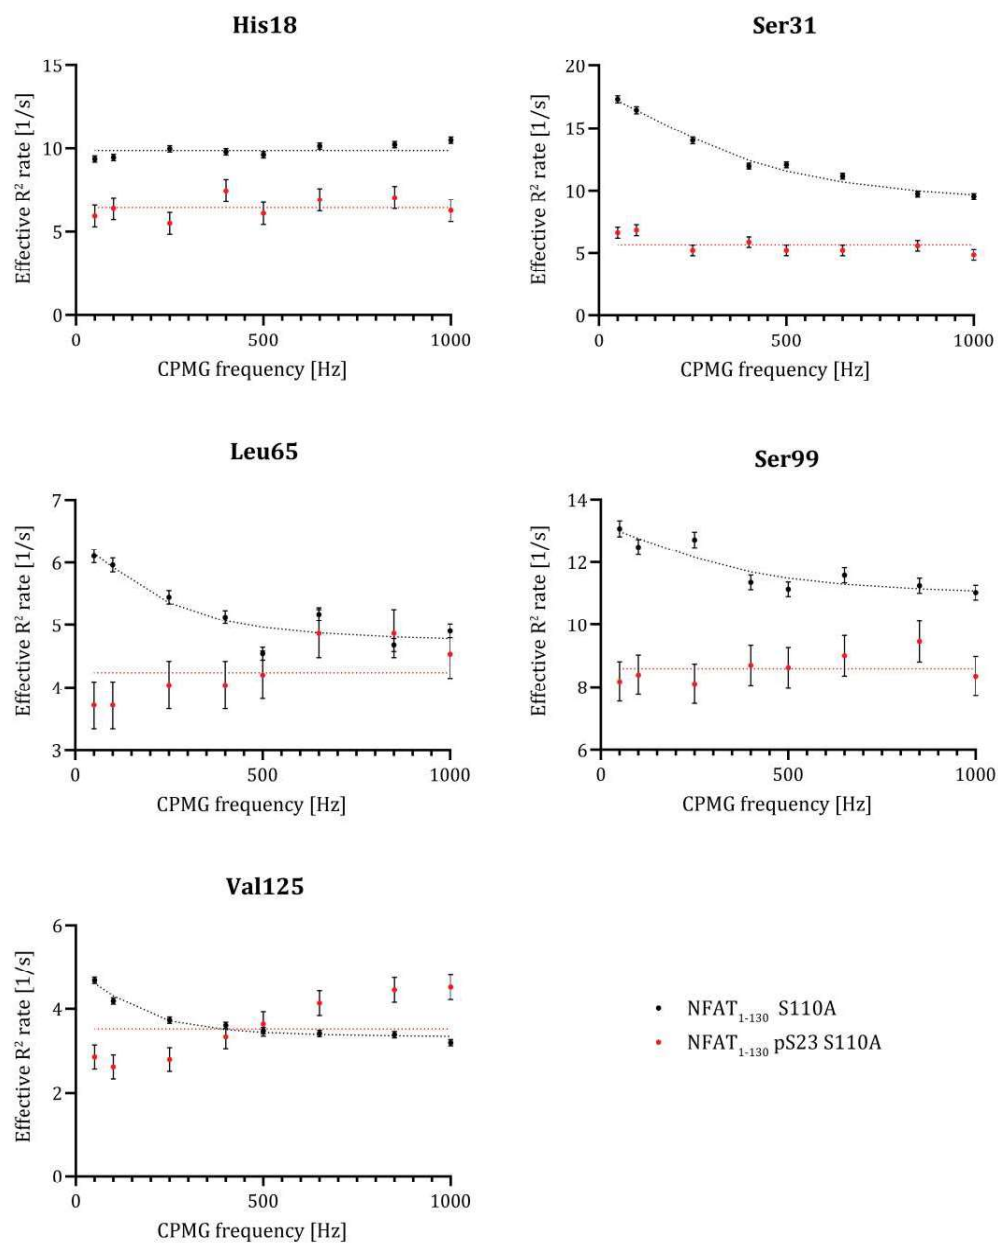 His18
Effective R² rate [1/s]
15
10
5
0
0
500
1000
CPMG frequency [Hz]
Ser31
Effective R² rate [1/s]
20
15
10
5
0
0
500
1000
CPMG frequency [Hz]
Leu65
Effective R² rate [1/s]
7
6
5
4
3
0
500
1000
CPMG frequency [Hz]
Ser99
Effective R² rate [1/s]
14
12
10
8
6
0
500
1000
CPMG frequency [Hz]
Val125
Effective R² rate [1/s]
6
4
2
0
0
500
1000
CPMG frequency [Hz]
NFAT₁₋₁₃₀ S110A
NFAT₁₋₁₃₀ pS23 S110A